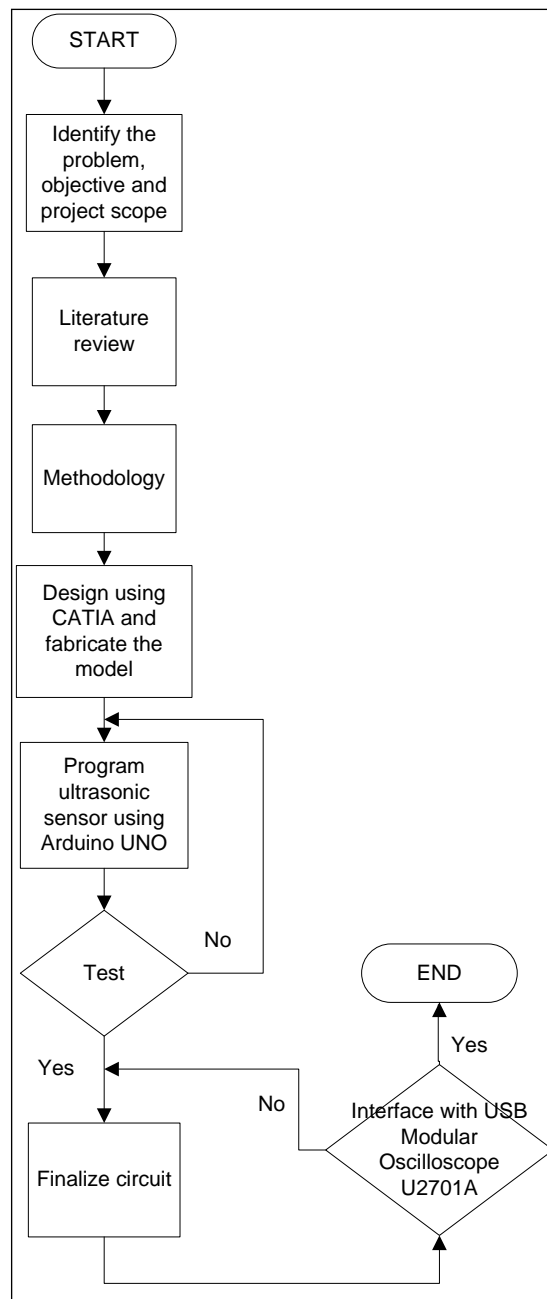 START
Identify the
problem,
objective and
project scope
Literature
review
Methodology
Design using
CATIA and
fabricate the
model
Program
ultrasonic
sensor using
Arduino UNO
Test
No
Yes
Finalize circuit
Interface with USB
Modular
Oscilloscope
U2701A
No
Yes
END